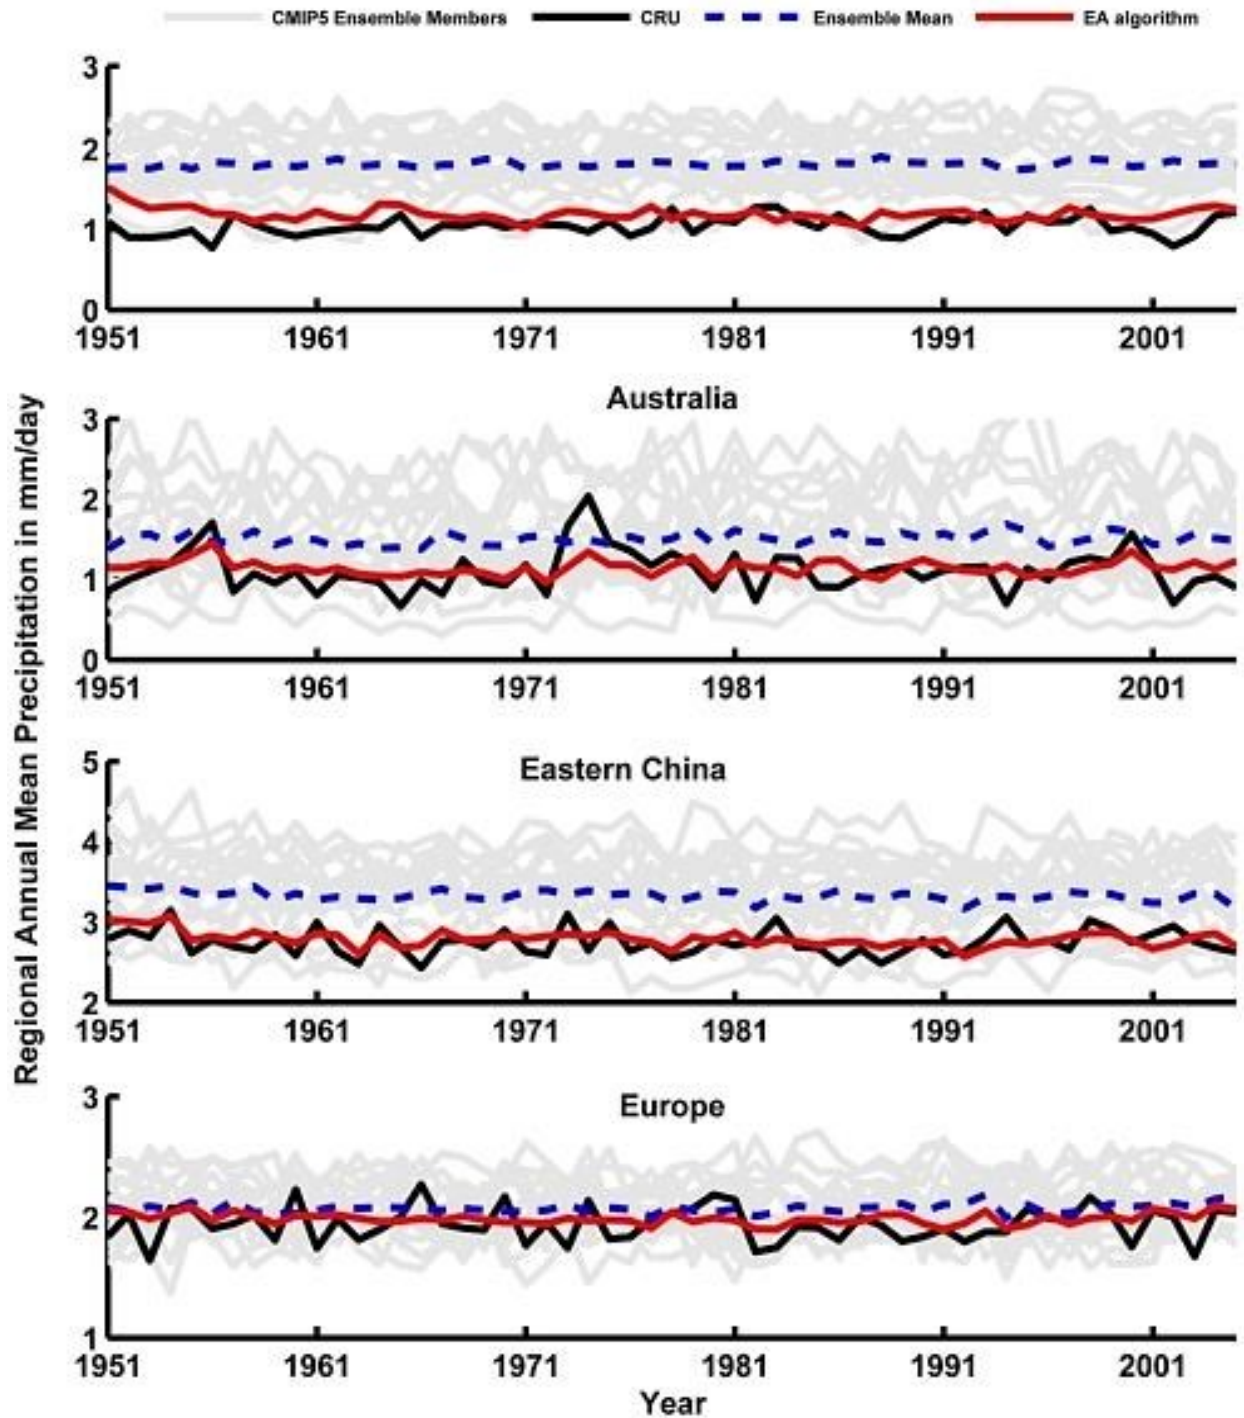 CMIP5 Ensemble Members CRU Ensemble Mean EA algorithm
3
2
1
0
1951 1961 1971 1981 1991 2001
Australia
3
2
1
0
1951 1961 1971 1981 1991 2001
Eastern China
5
4
3
2
1951 1961 1971 1981 1991 2001
Europe
3
2
1
1951 1961 1971 1981 1991 2001
Year
Regional Annual Mean Precipitation in mm/day